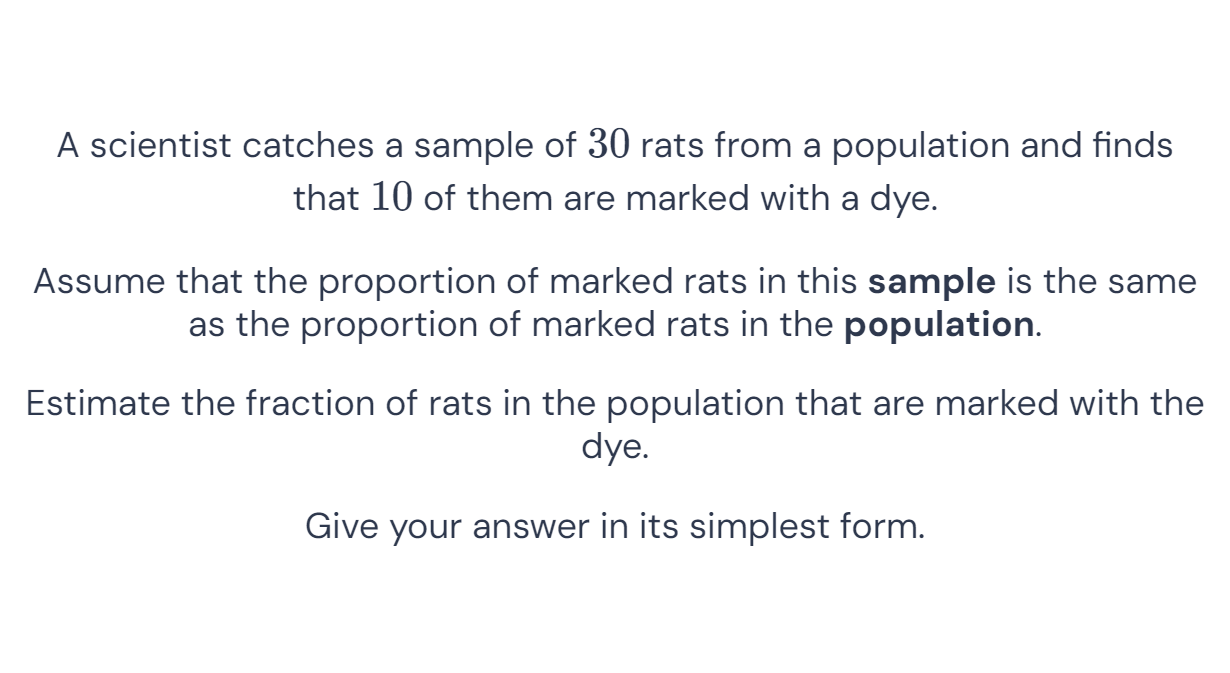 A scientist catches a sample of 30 rats from a population and finds
that 10 of them are marked with a dye.
Assume that the proportion of marked rats in this sample is the same
as the proportion of marked rats in the population.
Estimate the fraction of rats in the population that are marked with the
dye.
Give your answer in its simplest form.